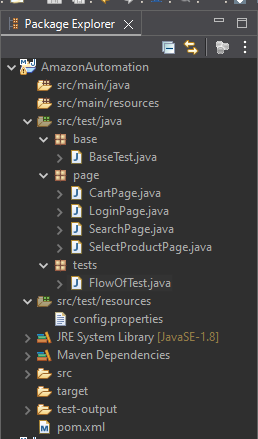 Package Explorer
AmazonAutomation
src/main/java
src/main/resources
src/test/java
base
BaseTest.java
page
CartPage.java
LoginPage.java
SearchPage.java
SelectProductPage.java
tests
FlowOfTest.java
src/test/resources
config.properties
JRE System Library [JavaSE-1.8]
Maven Dependencies
src
target
test-output
pom.xml